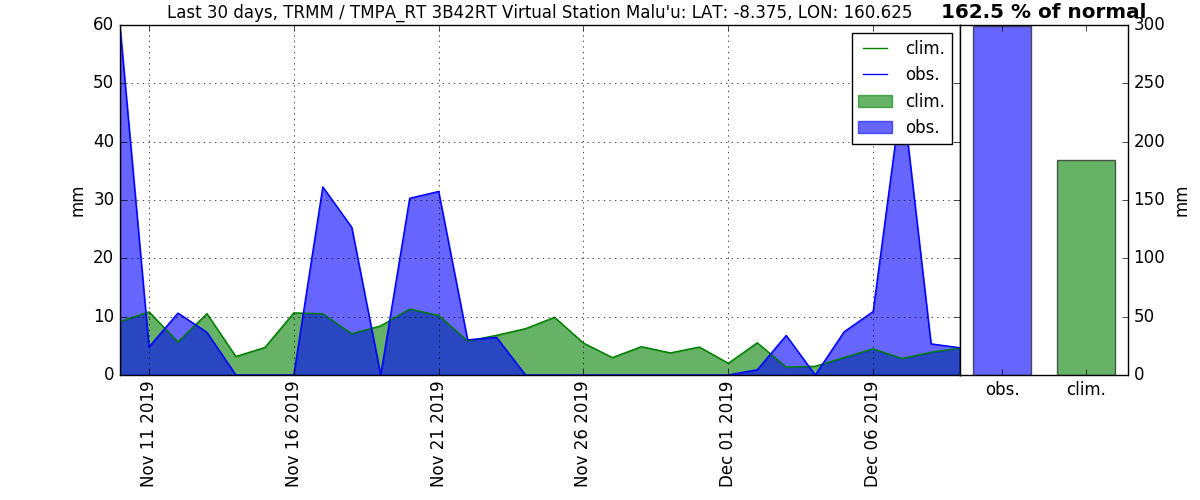 Last 30 days, TRMM / TMPA_RT 3B42RT Virtual Station Malu'u: LAT: -8.375, LON: 160.625
162.5 % of normal
60
50
40
30
20
10
0
mm
clim.
obs.
clim.
obs.
Nov 11 2019
Nov 16 2019
Nov 21 2019
Nov 26 2019
Dec 01 2019
Dec 06 2019
300
250
200
150
100
50
0
mm
obs.
clim.